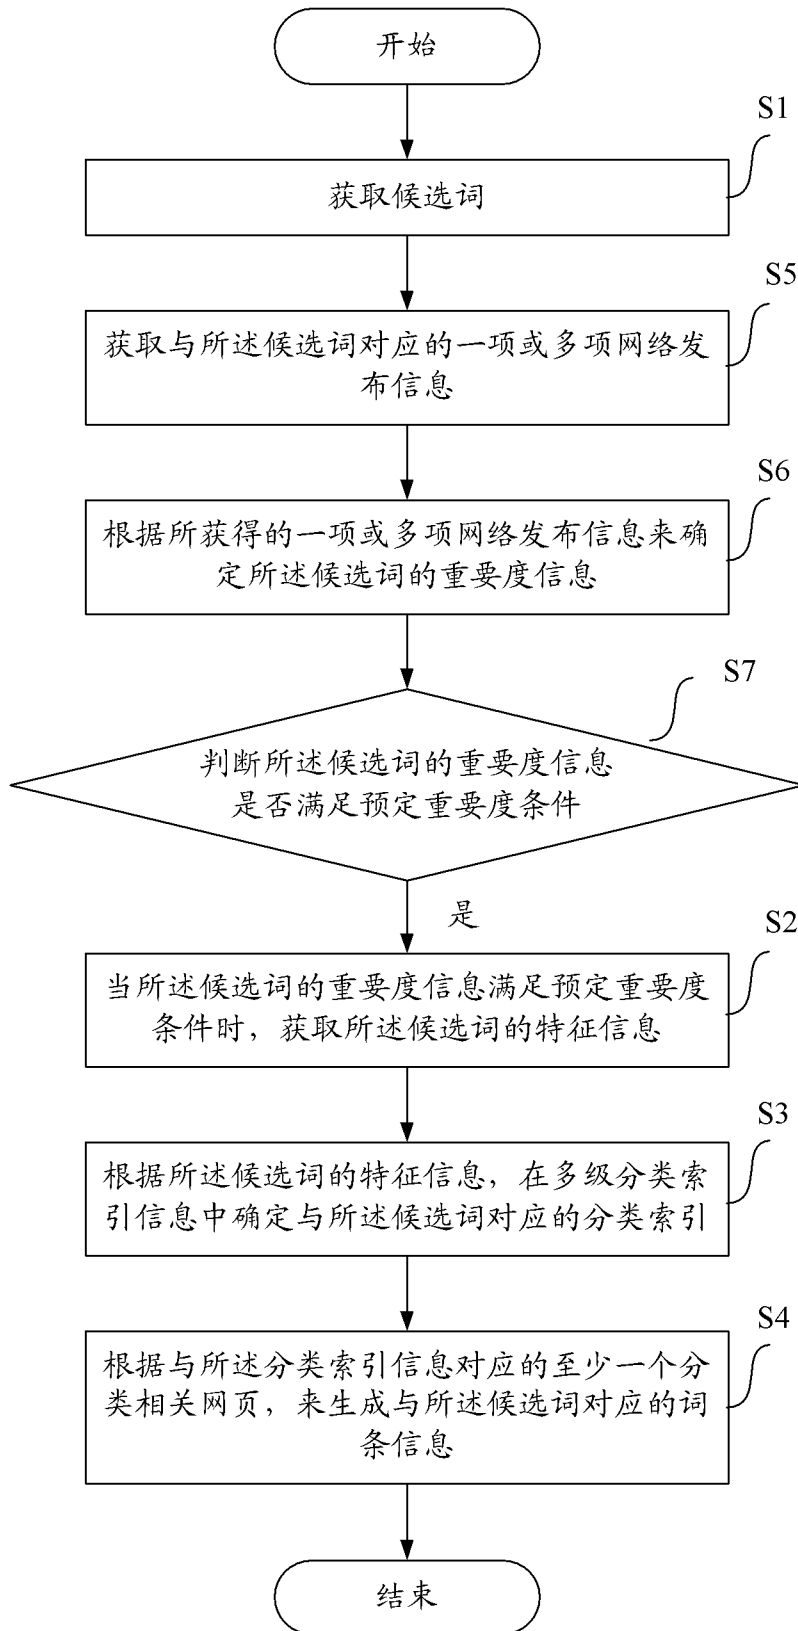 开始
S1
获取候选词
S5
获取与所述候选词对应的一项或多项网络发
布信息
S6
根据所获得的一项或多项网络发布信息来确
定所述候选词的重要度信息
S7
判断所述候选词的重要度信息
是否满足预定重要度条件
是
S2
当所述候选词的重要度信息满足预定重要度
条件时，获取所述候选词的特征信息
S3
根据所述候选词的特征信息，在多级分类索
引信息中确定与所述候选词对应的分类索引
S4
根据与所述分类索引信息对应的至少一个分
类相关网页，来生成与所述候选词对应的词
条信息
结束